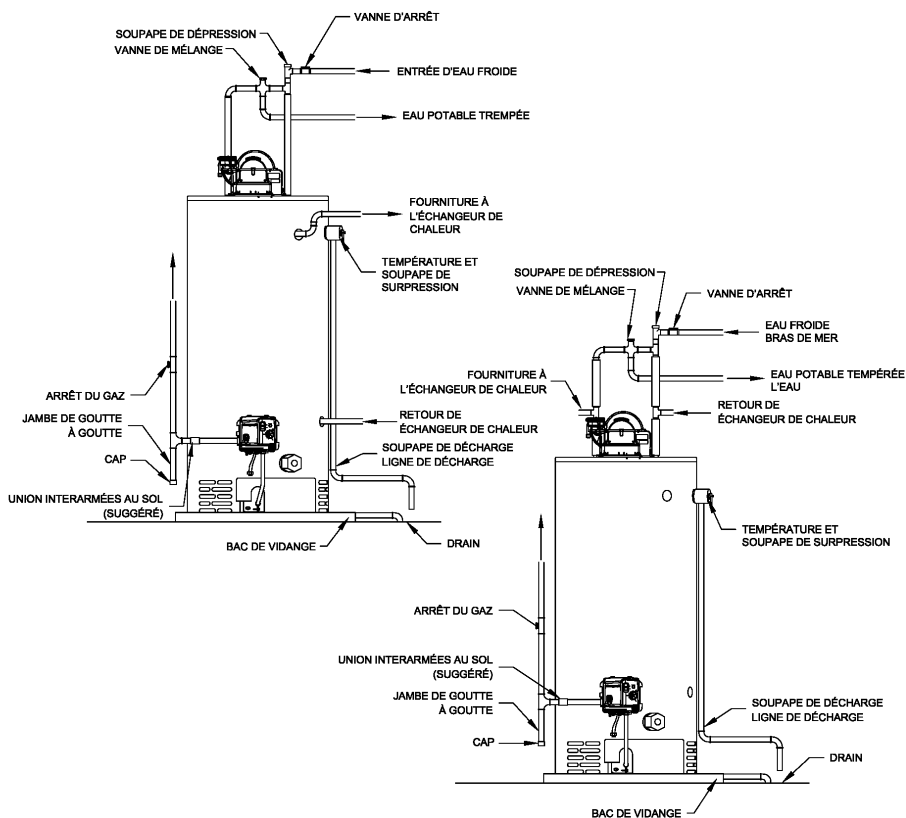 VANNE D'ARRÊT
SOUPAPE DE DÉPRESSION
VANNE DE MÉLANGE
ENTRÉE D'EAU FROIDE
EAU POTABLE TREMPÉE
FOURNITURE À
L'ÉCHANGEUR DE
CHALEUR
TEMPÉRATURE ET
SOUPAPE DE
SURPRESSION
ARRÊT DU GAZ
JAMBE DE GOUTTE
À GOUTTE
CAP
UNION INTERARMÉES AU SOL
(SUGGÉRÉ)
RETOUR DE
ÉCHANGEUR DE CHALEUR
SOUPAPE DE DÉCHARGE
LIGNE DE DÉCHARGE
BAC DE VIDANGE
DRAIN
SOUPAPE DE DÉPRESSION
VANNE DE MÉLANGE
VANNE D'ARRÊT
EAU FROIDE
BRAS DE MER
FOURNITURE À
L'ÉCHANGEUR DE CHALEUR
EAU POTABLE TEMPÉRÉE
L'EAU
RETOUR DE
ÉCHANGEUR DE CHALEUR
TEMPÉRATURE ET
SOUPAPE DE SURPRESSION
ARRÊT DU GAZ
UNION INTERARMÉES AU SOL
(SUGGÉRÉ)
JAMBE DE GOUTTE
À GOUTTE
CAP
SOUPAPE DE DÉCHARGE
LIGNE DE DÉCHARGE
DRAIN
BAC DE VIDANGE